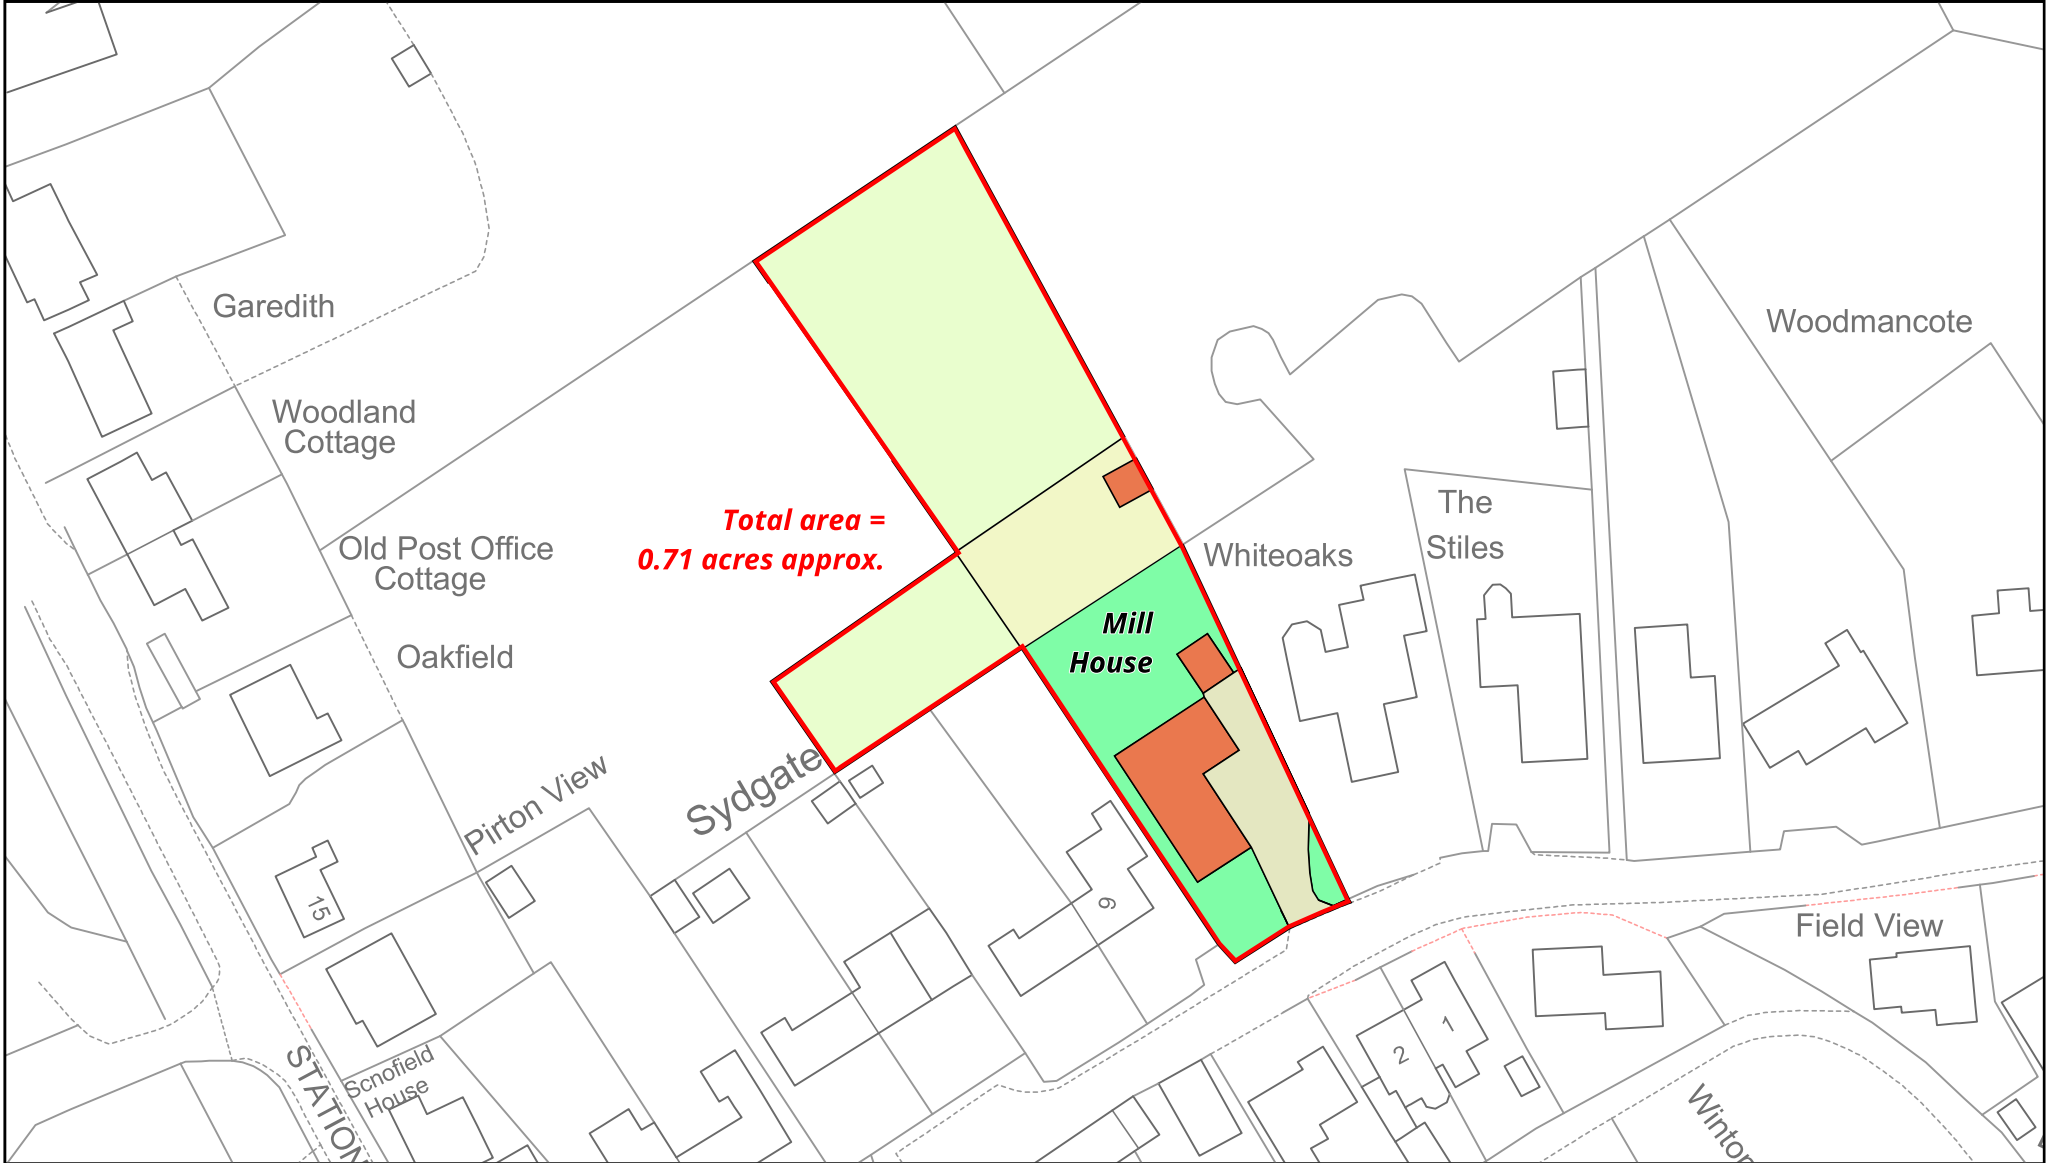 Garedith
Woodmancote
Woodland
Cottage
The
Stiles
Total area =
0.71 acres approx.
Old Post Office
Cottage
Whiteoaks
Mill
House
Oakfield
Pirton View
Sydgate
15
9
Field View
1
2
STATION
Scnofield
House
Winton